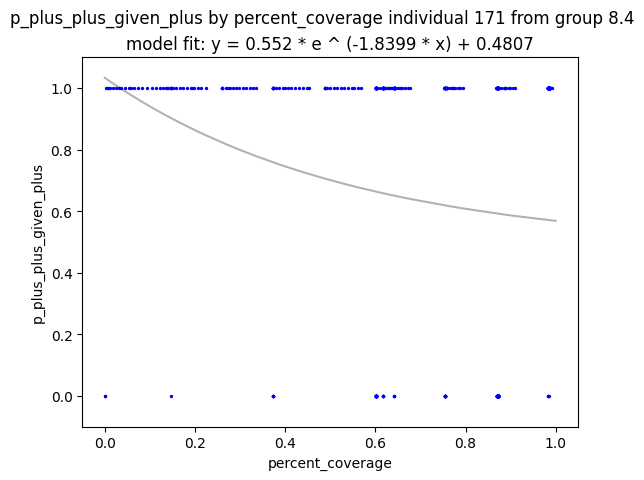 p_plus_plus_given_plus by percent_coverage individual 171 from group 8.4
model fit: y = 0.552 * e ^ (-1.8399 * x) + 0.4807
1.0
0.8
0.6
0.4
0.2
0.0
p_plus_plus_given_plus
0.0 0.2 0.4 0.6 0.8 1.0
percent_coverage